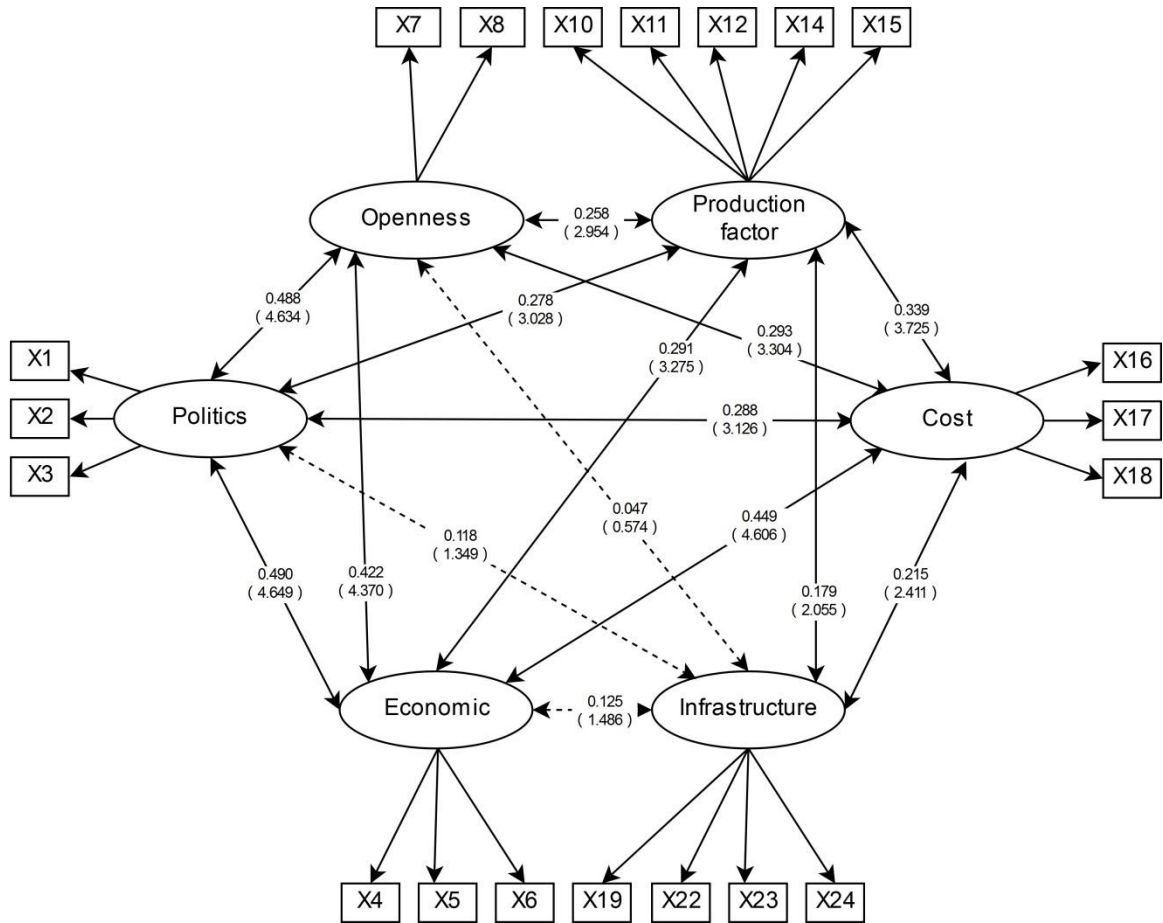 X7
X8
X10
X11
X12
X14
X15
Openness
0.258
( 2.954 )
Production
factor
0.488
( 4.634 )
0.278
( 3.028 )
0.291
( 3.275 )
0.293
( 3.304 )
0.339
( 3.725 )
X1
X2
X3
Politics
0.288
( 3.126 )
Cost
X16
X17
X18
0.490
( 4.649 )
0.422
( 4.370 )
0.118
( 1.349 )
0.047
( 0.574 )
0.449
( 4.606 )
0.179
( 2.055 )
0.215
( 2.411 )
Economic
0.125
( 1.486 )
Infrastructure
X4
X5
X6
X19
X22
X23
X24